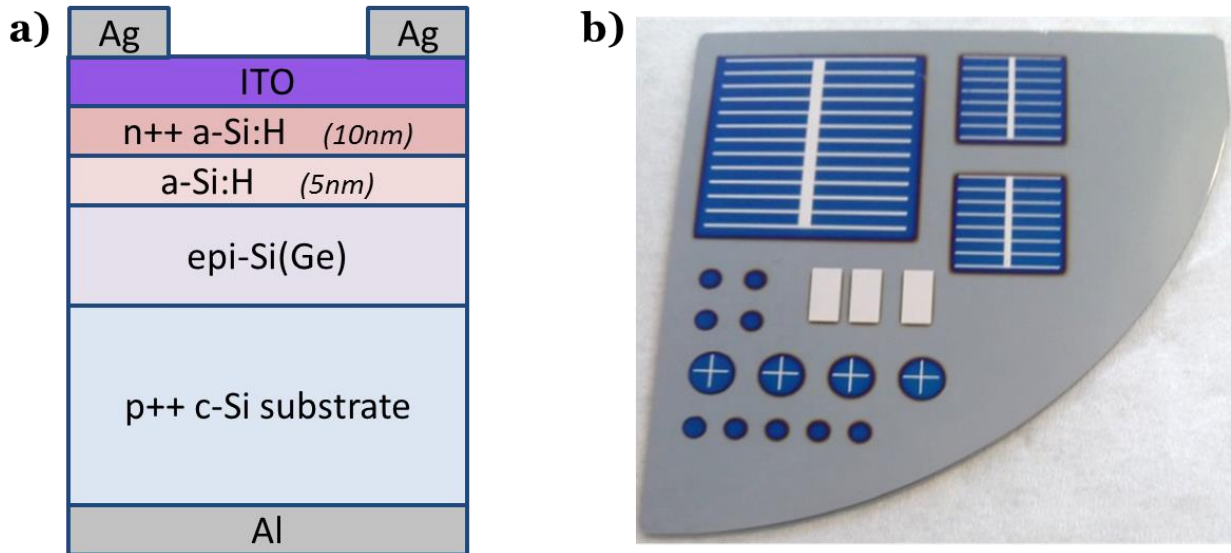 a)
Ag Ag
ITO
n++ a-Si:H (10nm)
a-Si:H (5nm)
epi-Si(Ge)
p++ c-Si substrate
Al
b)